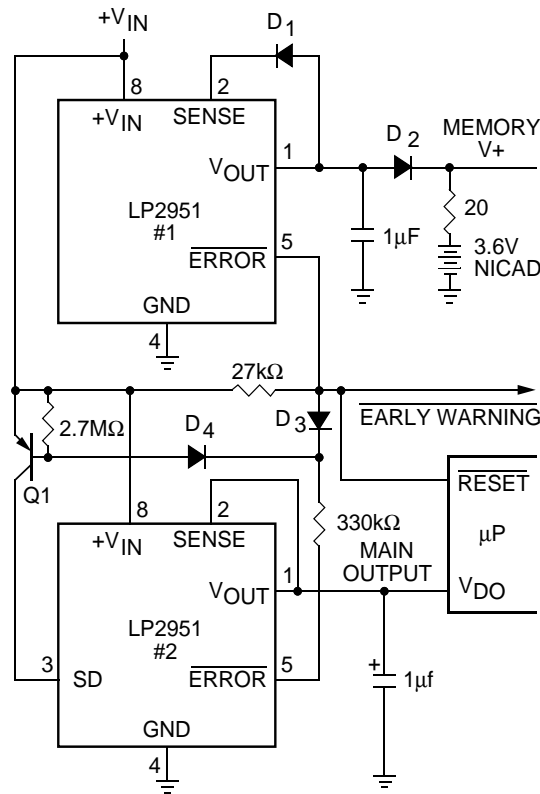 +VIN
D1
8
2
+VIN
SENSE
VOUT
1
D2
MEMORY
V+
LP2951
#1
1µF
20
ERROR
5
3.6V
NICAD
GND
4
27kΩ
EARLY WARNING
2.7MΩ
D4
D3
Q1
RESET
8
2
330kΩ
µP
+VIN
SENSE
MAIN
OUTPUT
VOUT
1
VDO
LP2951
#2
3
SD
ERROR
5
+
1µf
GND
4